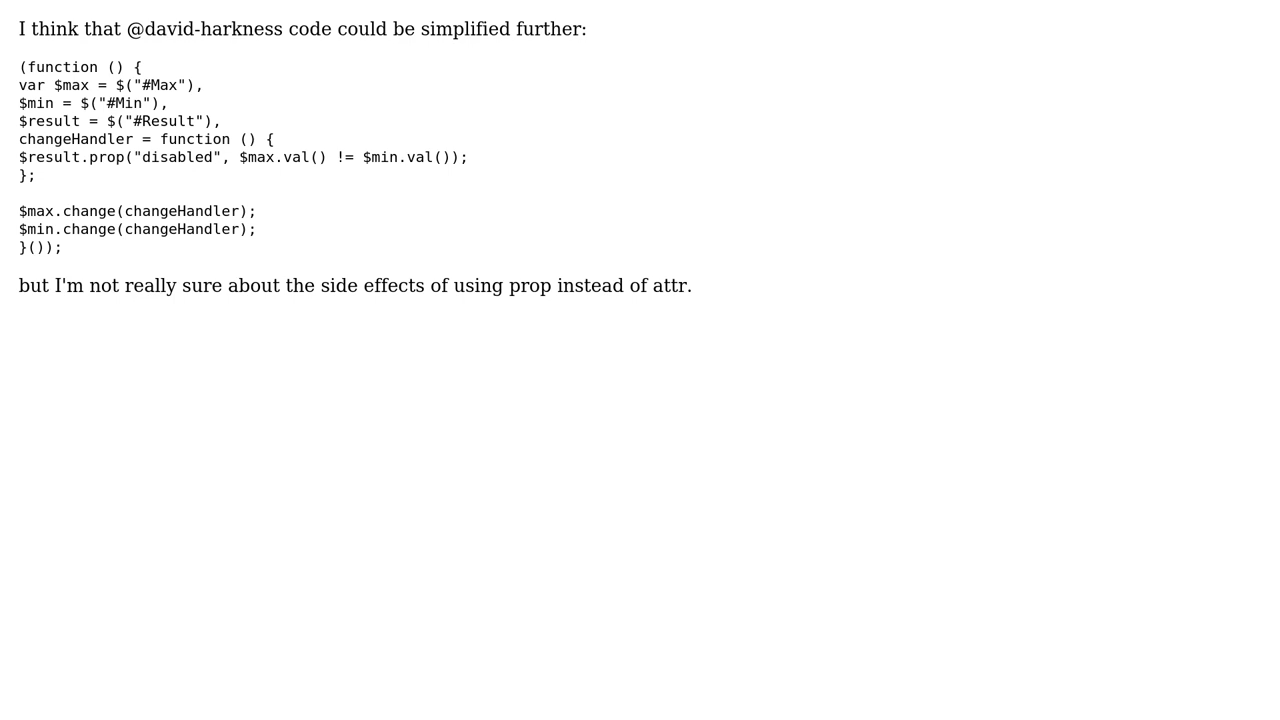 I think that @david-harkness code could be simplified further:
(function () {
var $max = $("#Max"),
$min = $("#Min"),
$result = $("#Result"),
changeHandler = function () {
$result.prop("disabled", $max.val() != $min.val());
};
$max.change(changeHandler);
$min.change(changeHandler);
}());
but I'm not really sure about the side effects of using prop instead of attr.